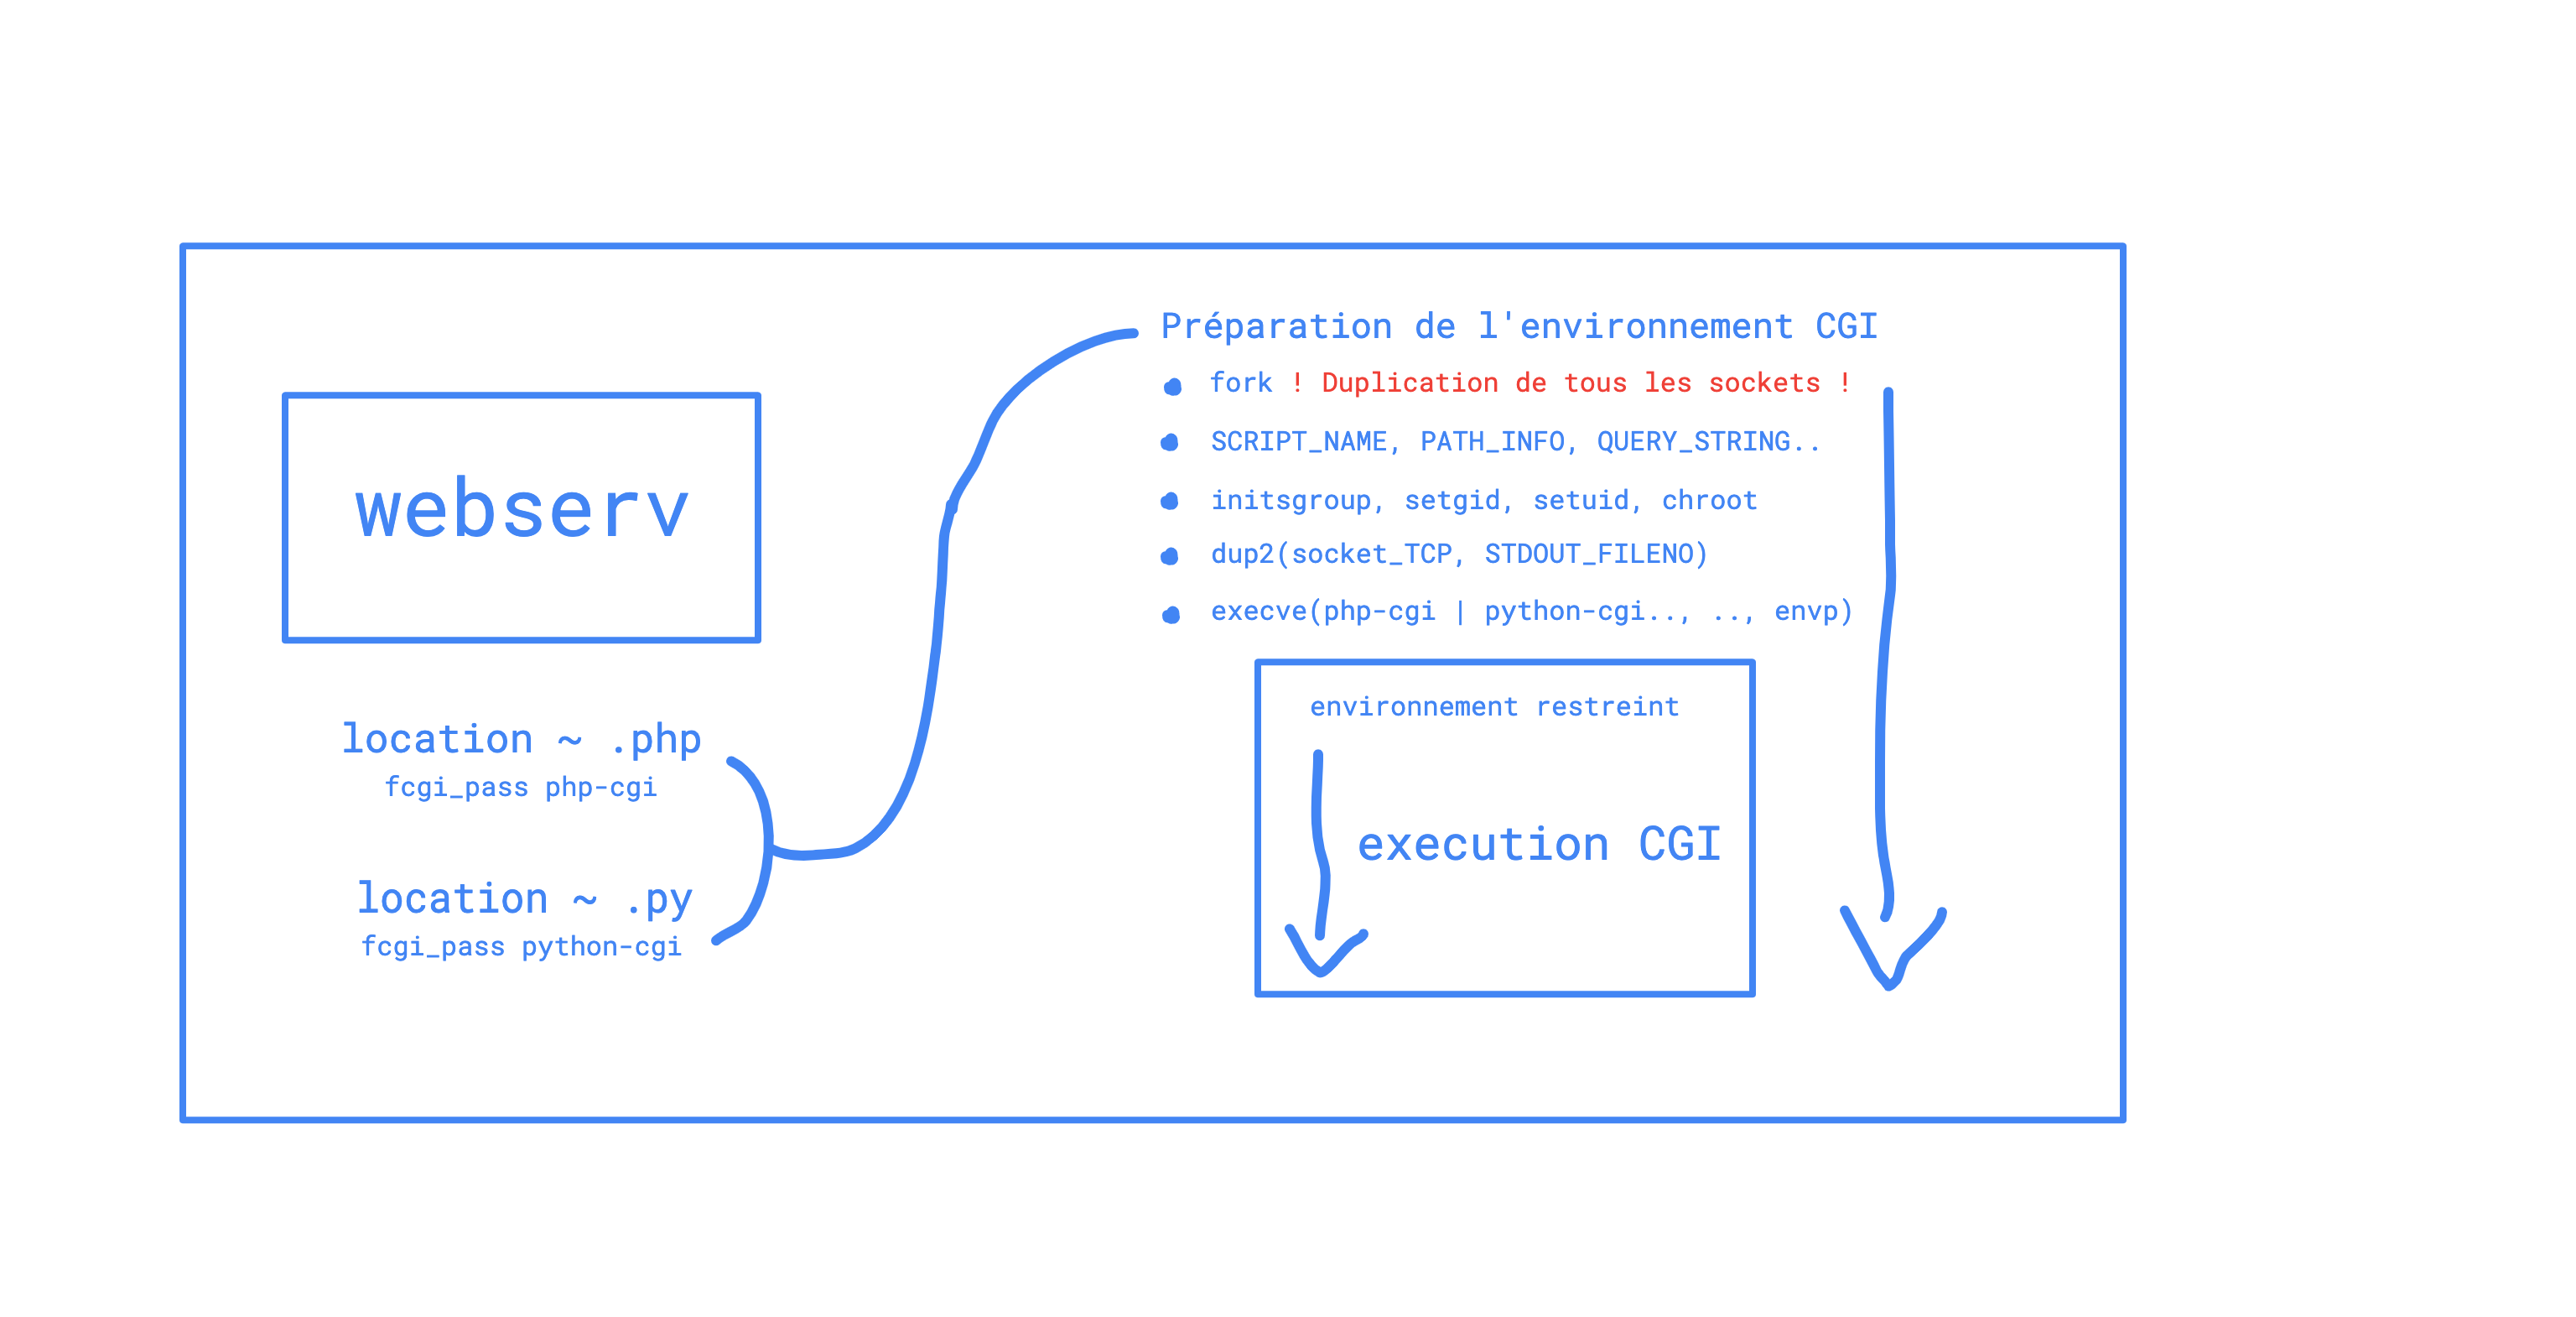 webserv
location ~ .php
fcgi_pass php-cgi
location ~ .py
fcgi_pass python-cgi
Préparation de l'environnement CGI
fork ! Duplication de tous les sockets !
SCRIPT_NAME, PATH_INFO, QUERY_STRING..
initsgroup, setgid, setuid, chroot
dup2(socket_TCP, STDOUT_FILENO)
execve(php-cgi | python-cgi.., .., envp)
environnement restreint
execution CGI